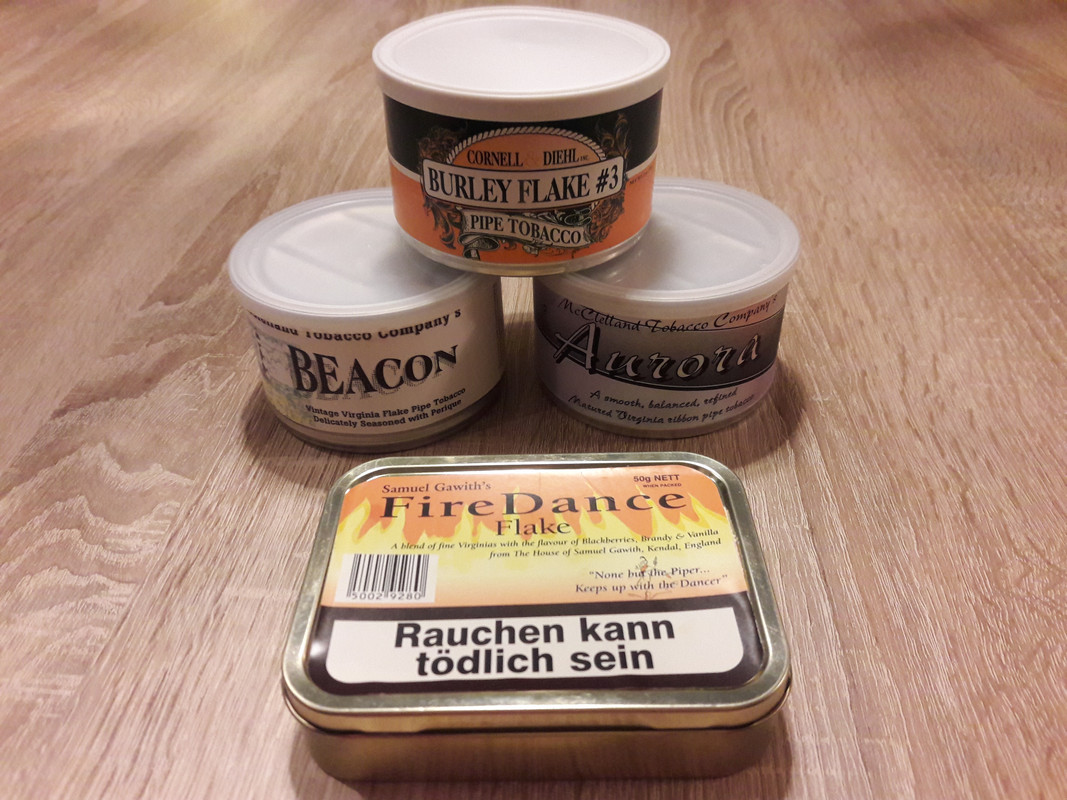 CORNELL & DIEHL INC.
BURLEY FLAKE #3
PIPE TOBACCO
Tobacco Company's
BEACON
Vintage Virginia Flake Pipe Tobacco
Delicately Seasoned with Perique
McClelland Tobacco Company's
Aurora
A smooth, balanced, refined
Matured Virginia ribbon pipe tobacco
Samuel Gawith's
50g NETT
WHEN PACKED
FireDance
Flake
A blend of fine Virginias with the flavour of Blackberries, Brandy & Vanilla
from The House of Samuel Gawith, Kendal, England
"None but the Piper...
Keeps up with the Dancer"
5002 9280
Rauchen kann
tödlich sein